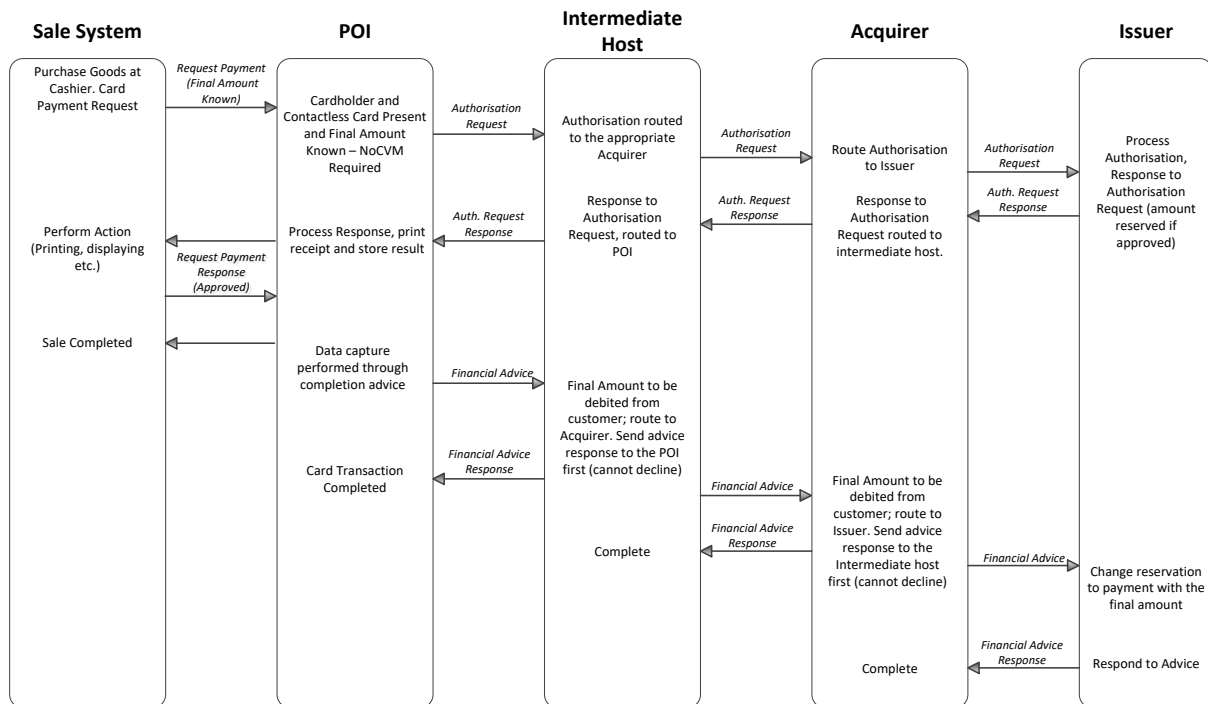 Sale System
POI
Intermediate
Host
Acquirer
Issuer
Purchase Goods at
Cashier. Card
Payment Request
Request Payment
(Final Amount
Known)
Cardholder and
Contactless Card Present
and Final Amount
Known – NoCVM
Required
Authorisation
Request
Authorisation routed
to the appropriate
Acquirer
Authorisation
Request
Route Authorisation
to Issuer
Authorisation
Request
Process
Authorisation,
Response to
Authorisation
Request (amount
reserved if
approved)
Auth. Request
Response
Response to
Authorisation
Request routed to
intermediate host.
Auth. Request
Response
Response to
Authorisation
Request, routed to
POI
Auth. Request
Response
Process Response, print
receipt and store result
Perform Action
(Printing, displaying
etc.)
Request Payment
Response
(Approved)
Sale Completed
Data capture
performed through
completion advice
Financial Advice
Final Amount to be
debited from
customer; route to
Acquirer. Send advice
response to the POI
first (cannot decline)
Financial Advice
Response
Card Transaction
Completed
Financial Advice
Final Amount to be
debited from
customer; route to
Issuer. Send advice
response to the
Intermediate host
first (cannot decline)
Financial Advice
Response
Complete
Financial Advice
Change reservation
to payment with the
final amount
Financial Advice
Response
Respond to Advice
Complete